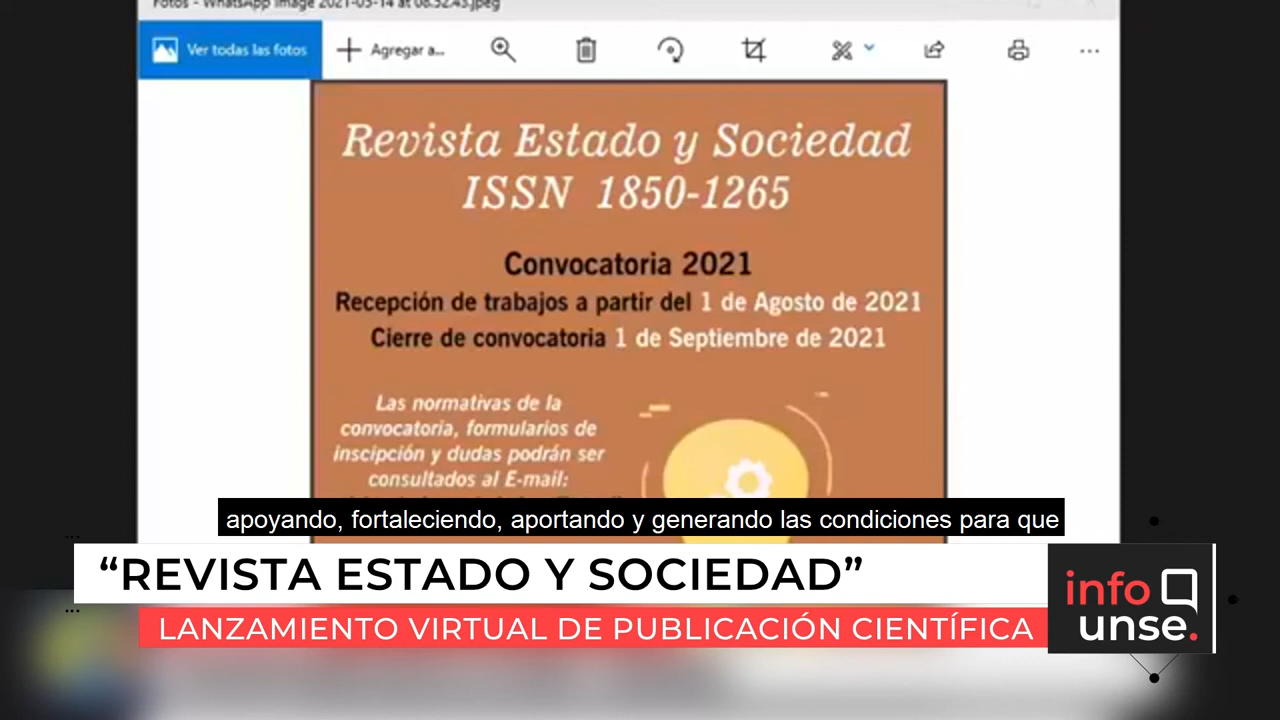 Fotos - WhatsApp Image 2021-05-14 at 08.52.43.jpeg
Ver todas las fotos
Agregar a...
Revista Estado y Sociedad
ISSN 1850-1265
Convocatoria 2021
Recepción de trabajos a partir del 1 de Agosto de 2021
Cierre de convocatoria 1 de Septiembre de 2021
Las normativas de la
convocatoria, formularios de
inscipción y dudas podrán ser
consultados al E-mail:
apoyando, fortaleciendo, aportando y generando las condiciones para que
“REVISTA ESTADO Y SOCIEDAD”
LANZAMIENTO VIRTUAL DE PUBLICACIÓN CIENTÍFICA
info
unse.